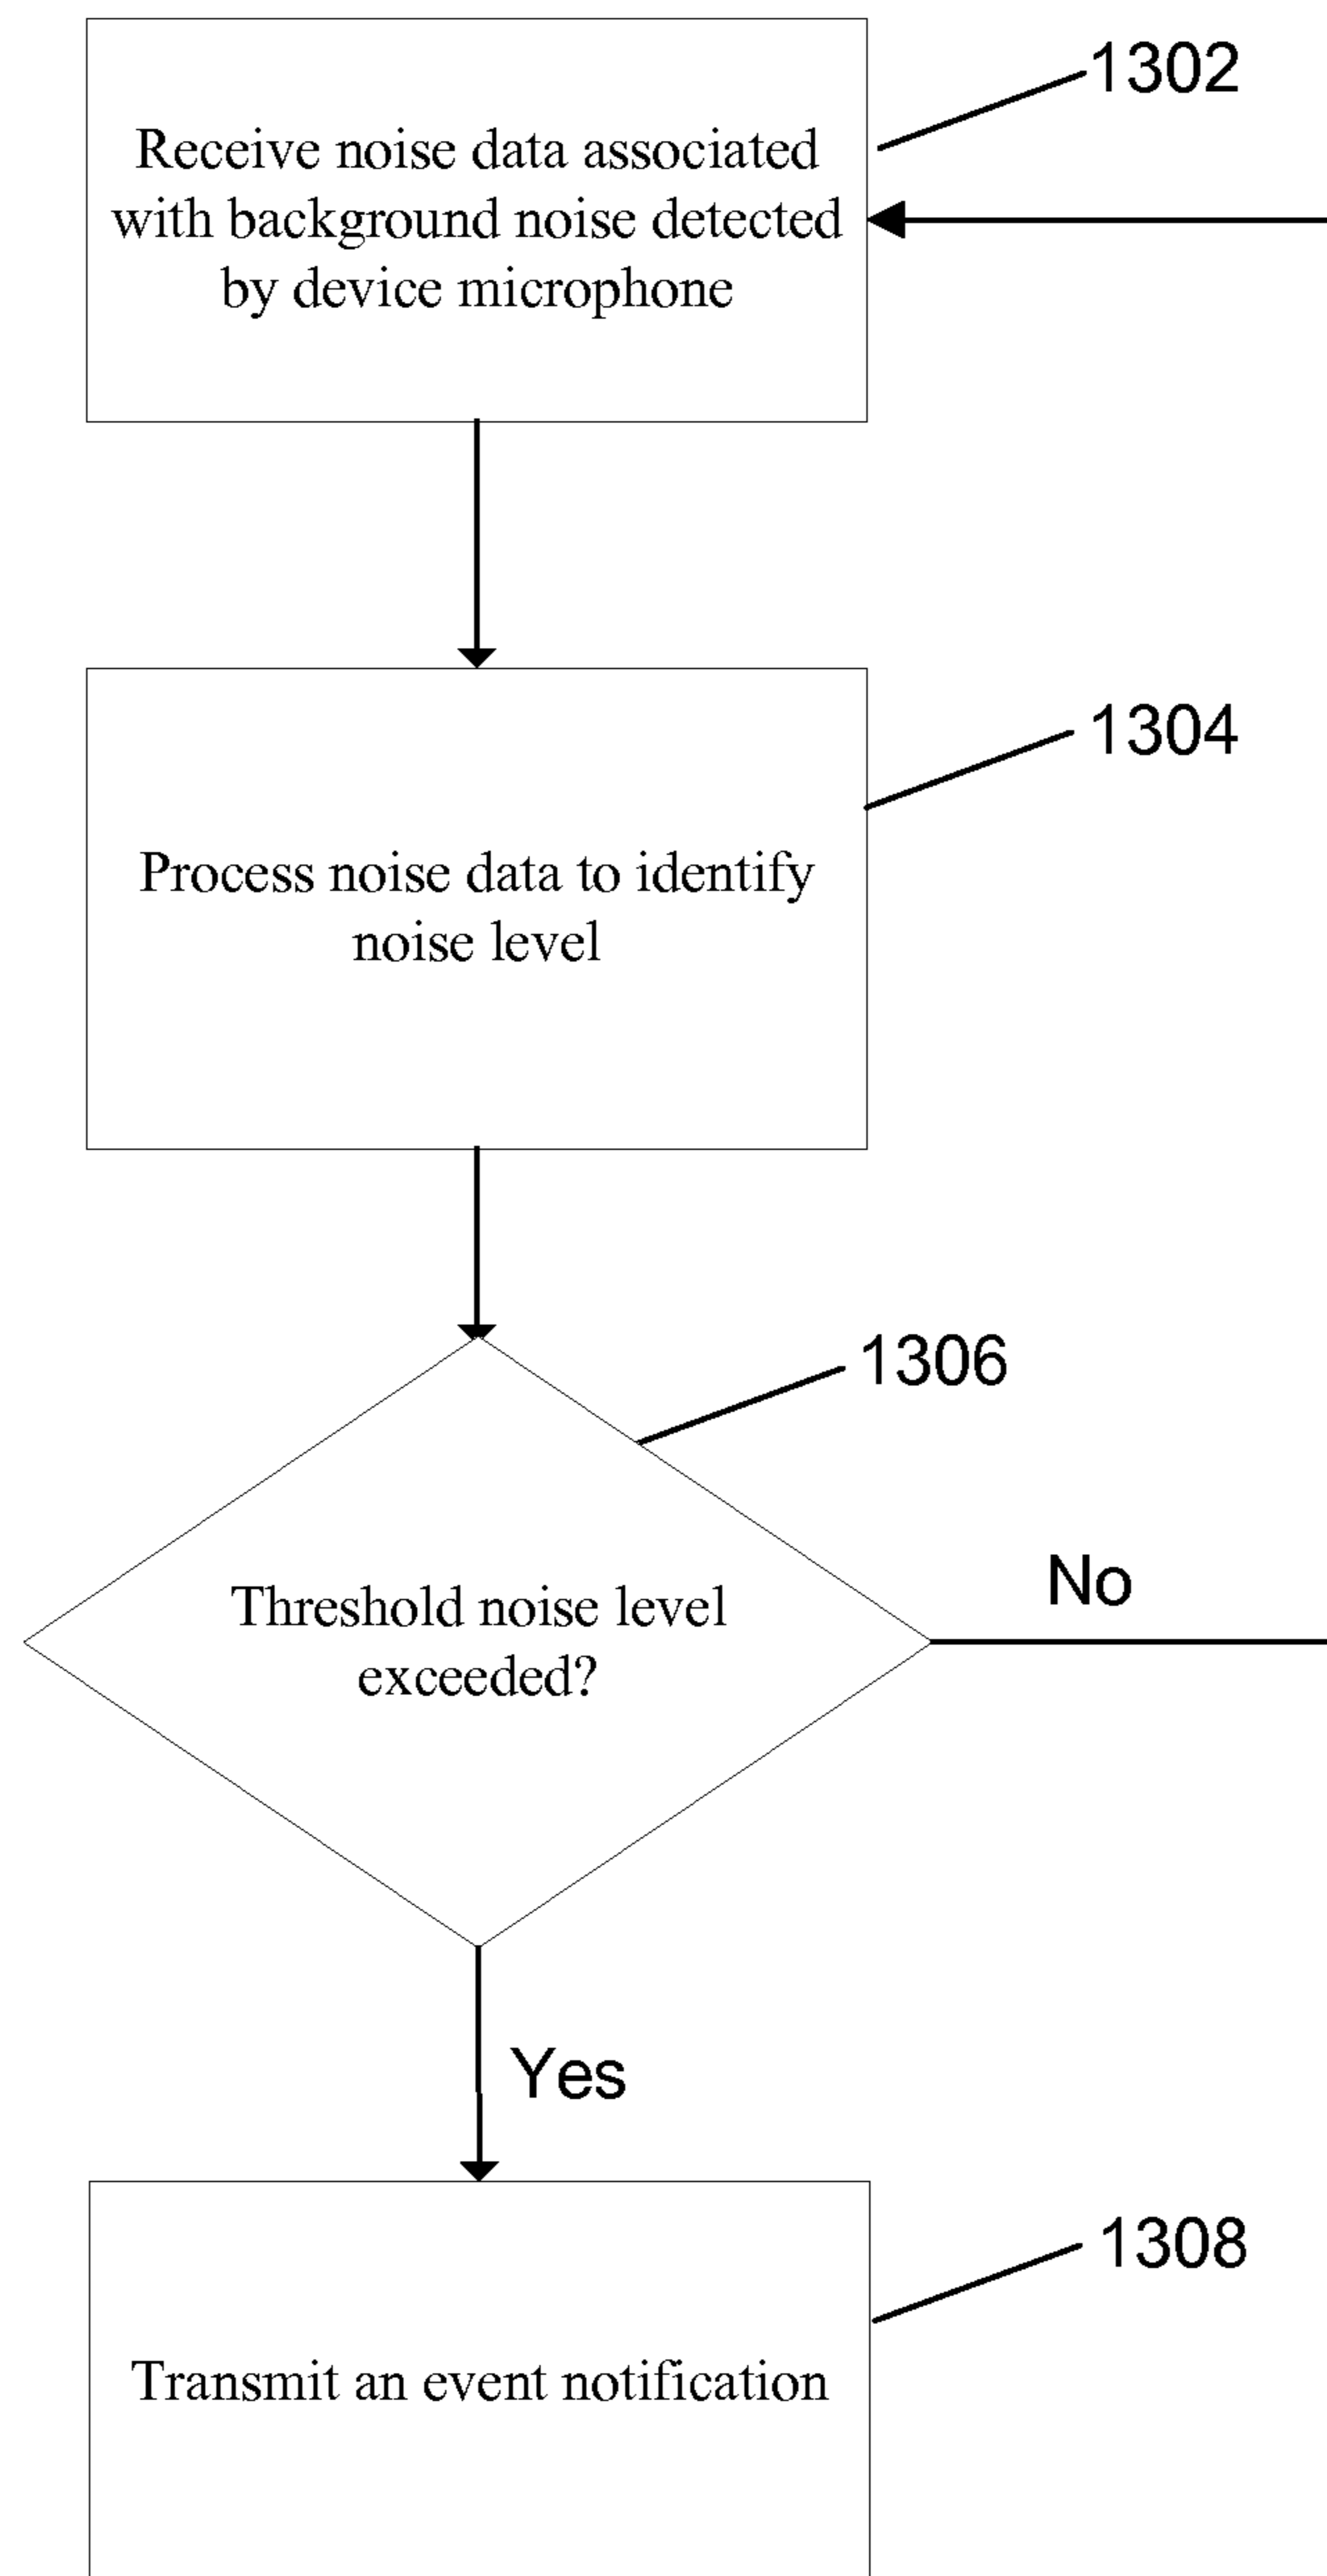 1302
Receive noise data associated
with background noise detected
by device microphone
1304
Process noise data to identify
noise level
1306
Threshold noise level
exceeded?
No
Yes
1308
Transmit an event notification